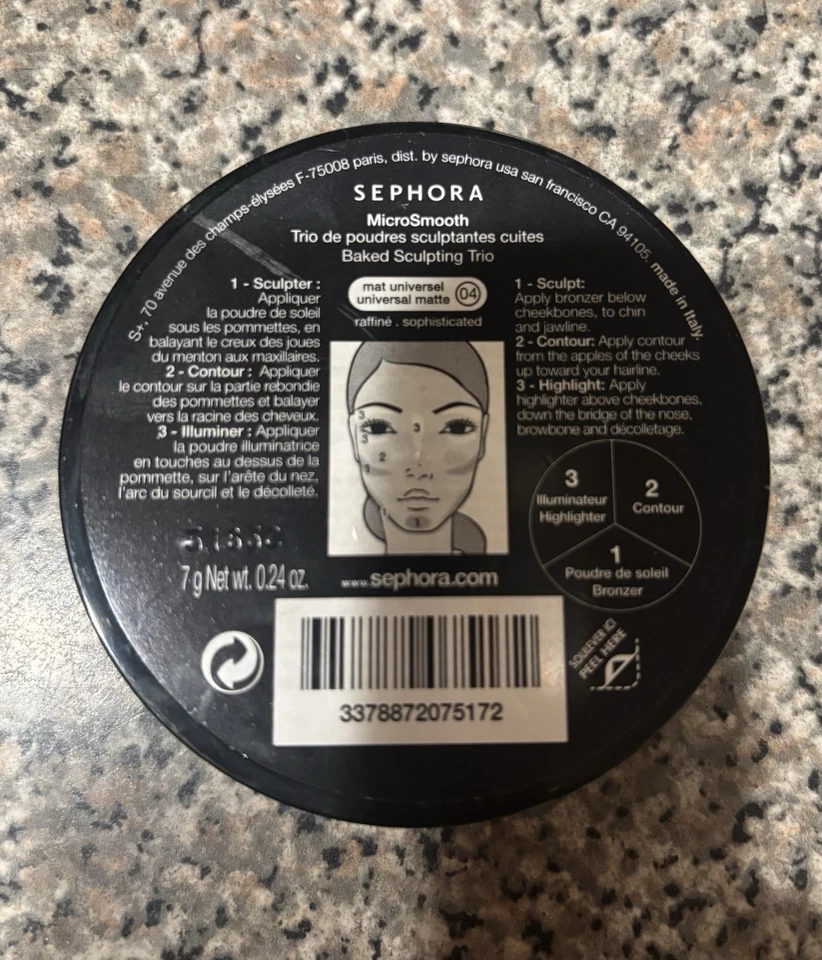 S+, 70 avenue des champs-élysées F-75008 paris, dist. by sephora usa san francisco CA 94105. made in Italy.
SEPHORA
MicroSmooth
Trio de poudres sculptantes cuites
Baked Sculpting Trio
mat universel
universal matte 04
raffiné . sophisticated
1 - Sculpter :
Appliquer
la poudre de soleil
sous les pommettes, en
balayant le creux des joues
du menton aux maxillaires.
2 - Contour : Appliquer
le contour sur la partie rebondie
des pommettes et balayer
vers la racine des cheveux.
3 - Illuminer : Appliquer
la poudre illuminatrice
en touches au dessus de la
pommette, sur l'arête du nez,
l'arc du sourcil et le décolleté.
1 - Sculpt:
Apply bronzer below
cheekbones, to chin
and jawline.
2 - Contour: Apply contour
from the apples of the cheeks
up toward your hairline.
3 - Highlight: Apply
highlighter above cheekbones,
down the bridge of the nose,
browbone and décolletage.
3
3
3
2
3
1
3
Illuminateur
Highlighter
2
Contour
1
Poudre de soleil
Bronzer
7 g Net wt. 0.24 oz.
www.sephora.com
SOULEVER ICI
PEEL HERE
3378872075172